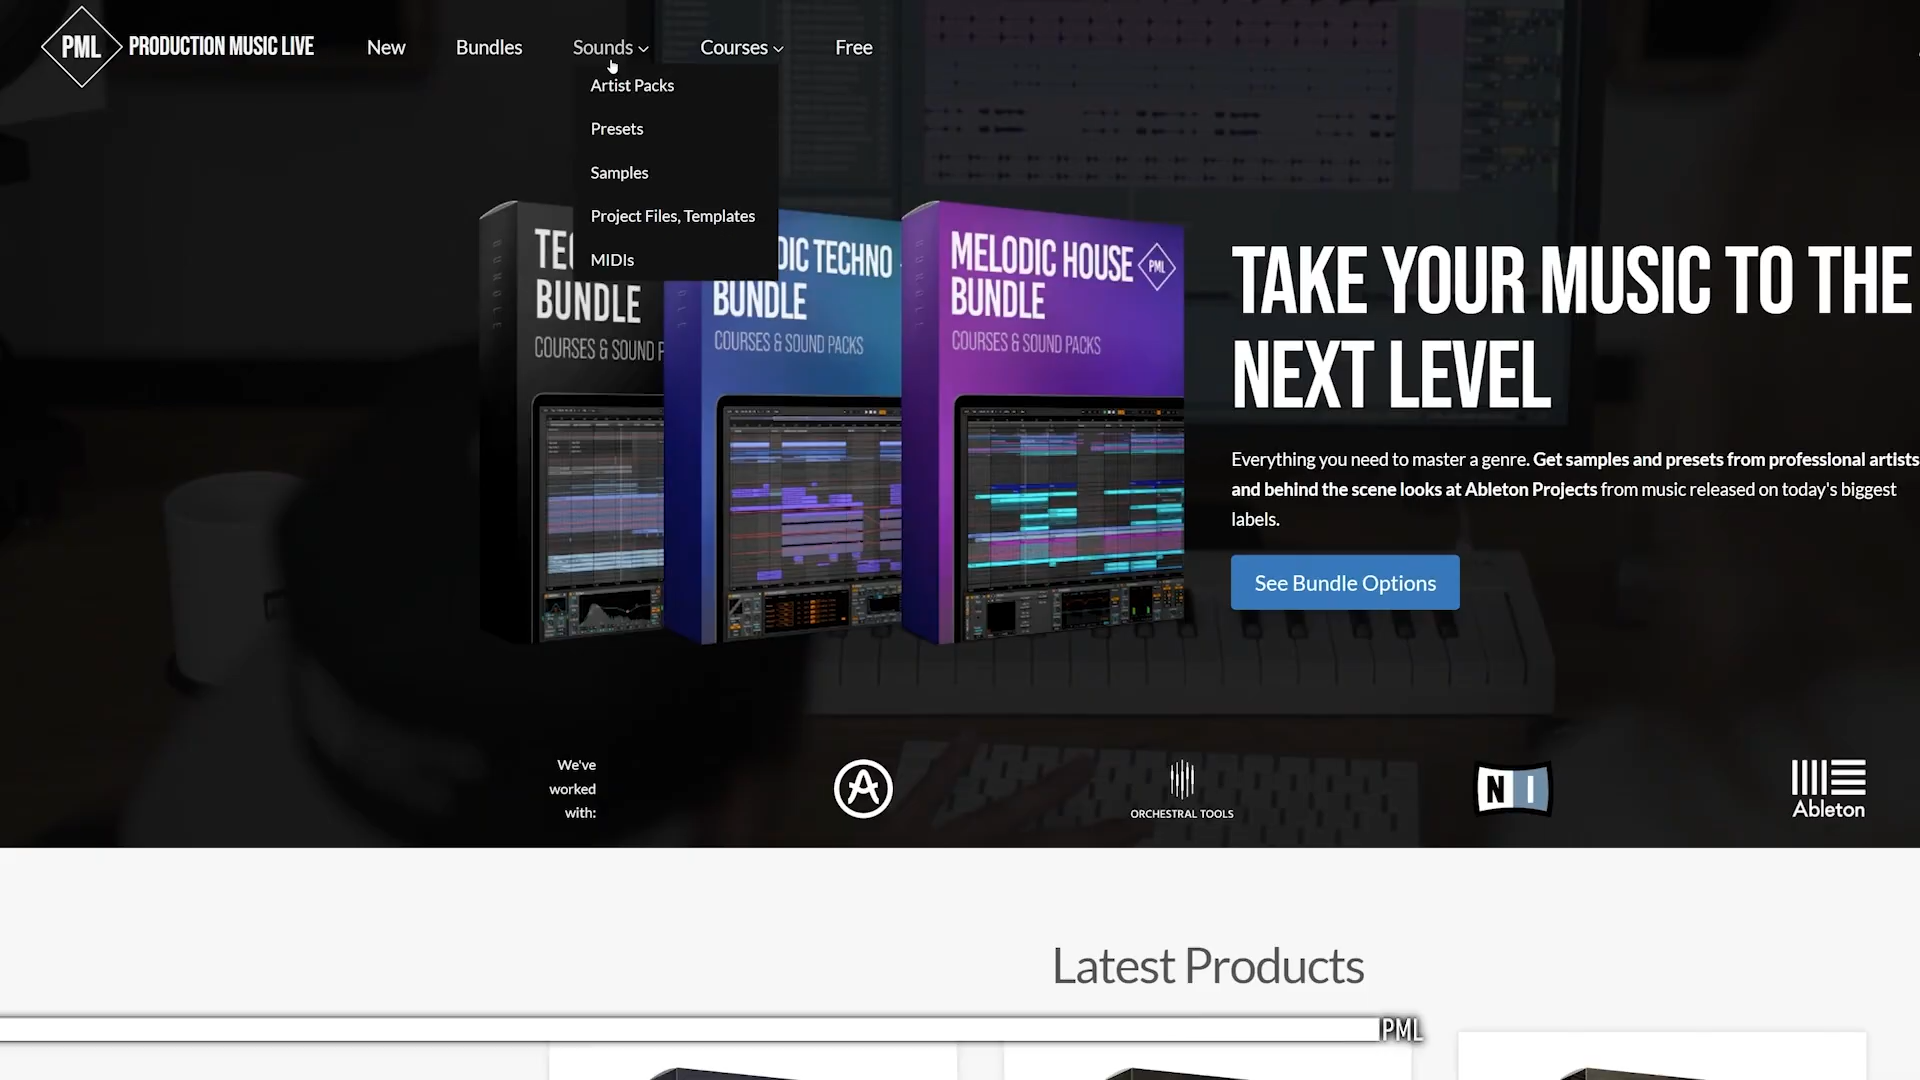 PML PRODUCTION MUSIC LIVE
New Bundles Sounds Courses Free
Artist Packs
Presets
Samples
Project Files, Templates
MIDIs
BUNDLE
COURSES & SOUND
DIC TECHNO
BUNDLE
COURSES & SOUND PACKS
MELODIC HOUSE
BUNDLE
PML
COURSES & SOUND PACKS
TAKE YOUR MUSIC TO THE
NEXT LEVEL
Everything you need to master a genre. Get samples and presets from professional artists
and behind the scene looks at Ableton Projects from music released on today's biggest
labels.
See Bundle Options
We've
worked
with:
ORCHESTRAL TOOLS
N I
Ableton
Latest Products
PML